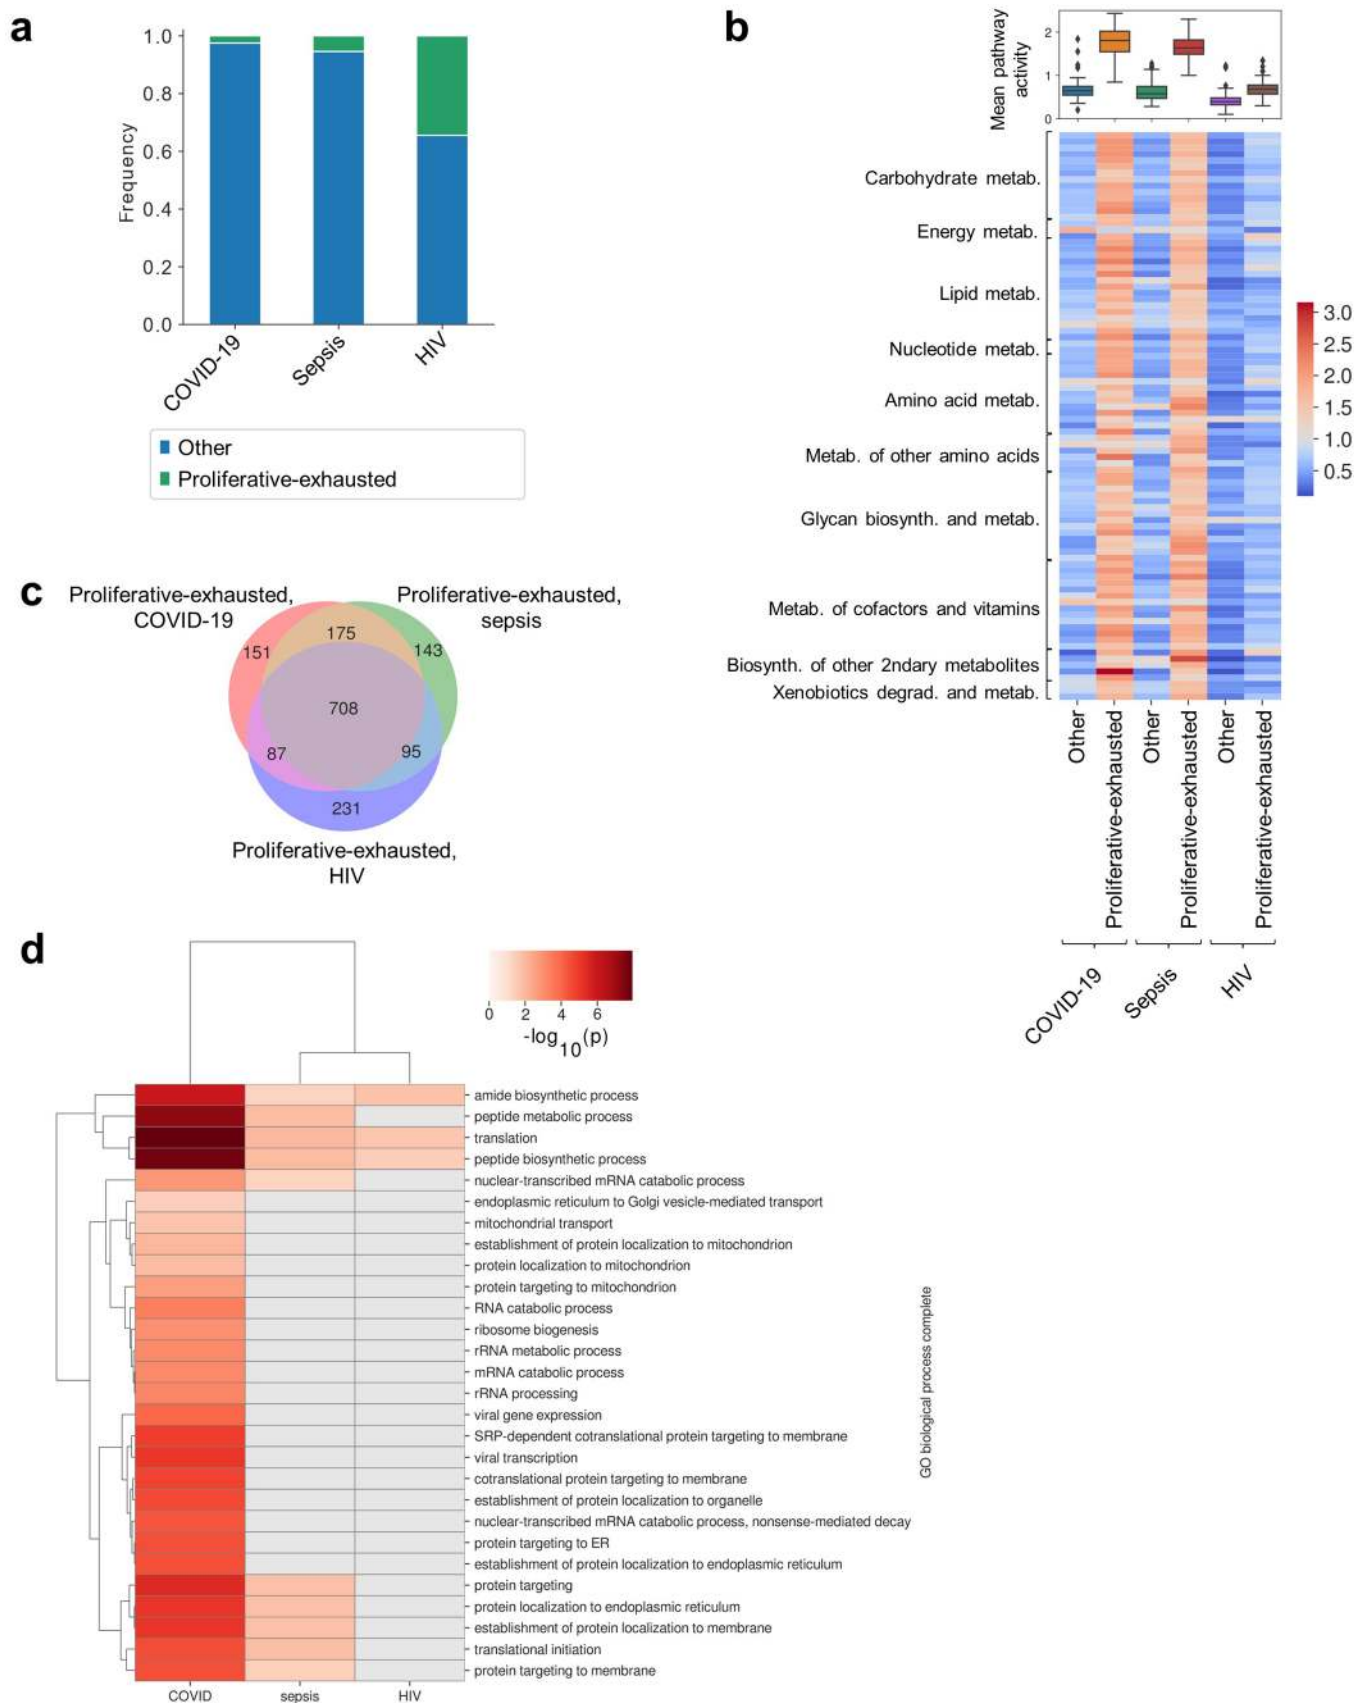 a
1.0
0.8
0.6
0.4
0.2
0.0
Frequency
COVID-19
Sepsis
HIV
Other
Proliferative-exhausted
b
Mean pathway
activity
2
1
0
Carbohydrate metab.
Energy metab.
Lipid metab.
Nucleotide metab.
Amino acid metab.
Metab. of other amino acids
Glycan biosynth. and metab.
Metab. of cofactors and vitamins
Biosynth. of other 2ndary metabolites
Xenobiotics degrad. and metab.
3.0
2.5
2.0
1.5
1.0
0.5
Other
Proliferative-exhausted
Other
Proliferative-exhausted
Other
Proliferative-exhausted
COVID-19
Sepsis
HIV
c
Proliferative-exhausted,
COVID-19
Proliferative-exhausted,
sepsis
175
151
143
708
87
95
231
Proliferative-exhausted,
HIV
d
0 2 4 6
-log10(p)
amide biosynthetic process
peptide metabolic process
translation
peptide biosynthetic process
nuclear-transcribed mRNA catabolic process
endoplasmic reticulum to Golgi vesicle-mediated transport
mitochondrial transport
establishment of protein localization to mitochondrion
protein localization to mitochondrion
protein targeting to mitochondrion
RNA catabolic process
ribosome biogenesis
rRNA metabolic process
mRNA catabolic process
rRNA processing
viral gene expression
SRP-dependent cotranslational protein targeting to membrane
viral transcription
cotranslational protein targeting to membrane
establishment of protein localization to organelle
nuclear-transcribed mRNA catabolic process, nonsense-mediated decay
protein targeting to ER
establishment of protein localization to endoplasmic reticulum
protein targeting
protein localization to endoplasmic reticulum
establishment of protein localization to membrane
translational initiation
protein targeting to membrane
GO biological process complete
COVID
sepsis
HIV